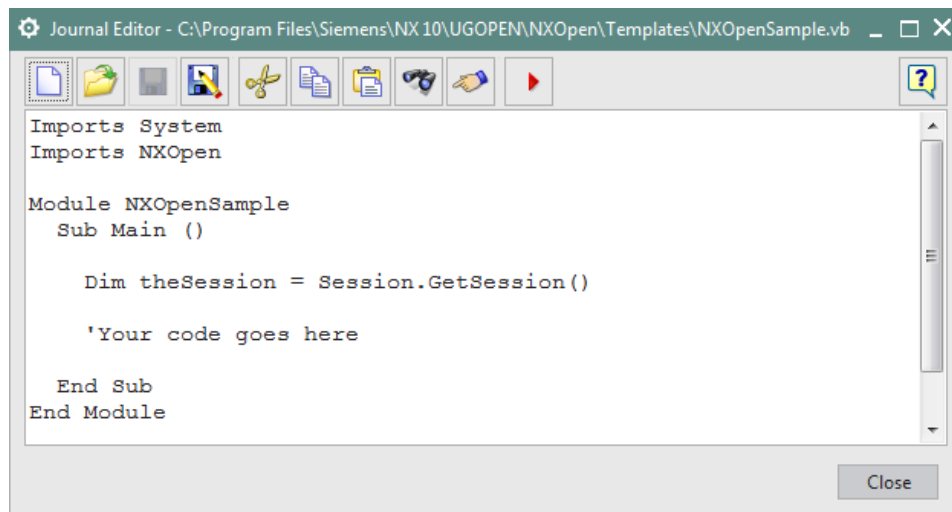 Journal Editor - C:\Program Files\Siemens\NX 10\UGOPEN\NXOpen\Templates\NXOpenSample.vb
?
Imports System
Imports NXOpen
Module NXOpenSample
Sub Main ()
Dim theSession = Session.GetSession()
'Your code goes here
End Sub
End Module
Close